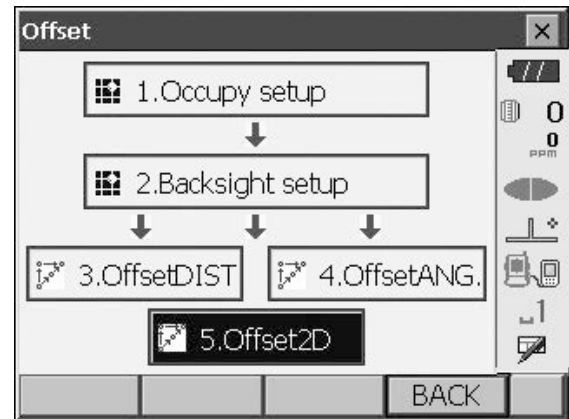 Offset
1.Occupy setup
0
0
ppm
2.Backsight setup
3.OffsetDIST
4.OffsetANG.
1
5.Offset2D
BACK